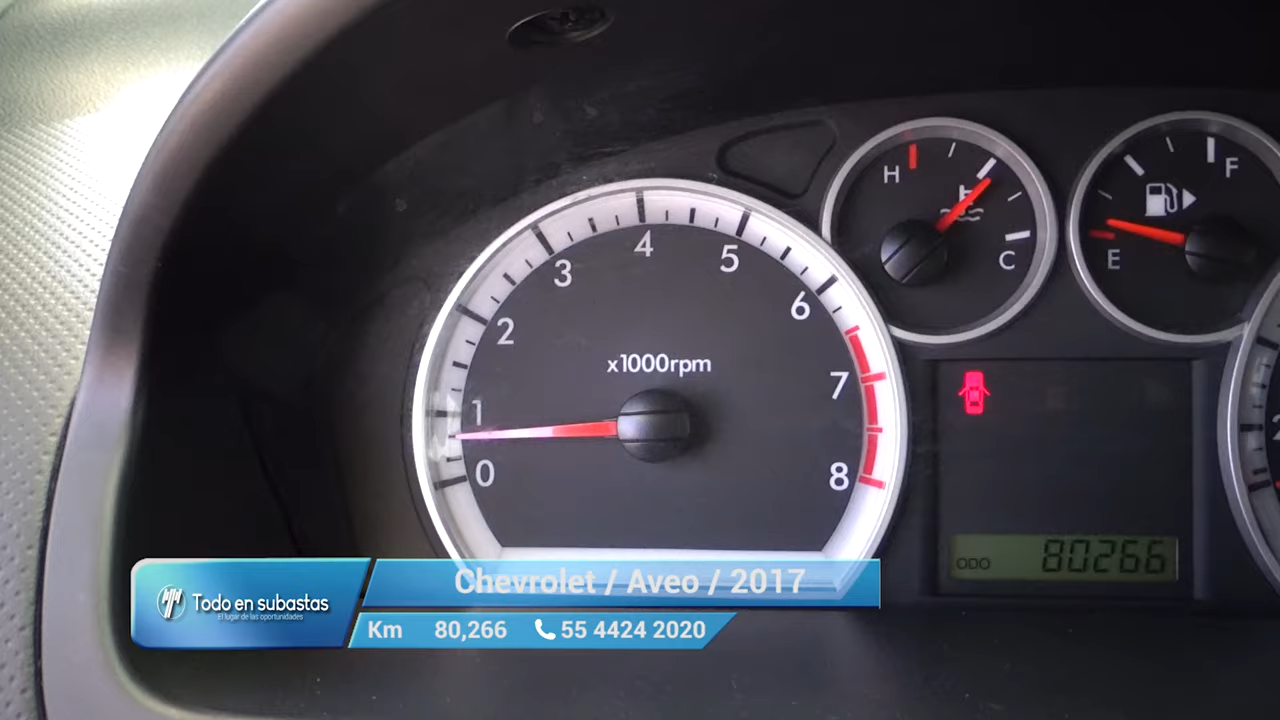 H
C
F
E
0
1
2
3
4
5
6
7
8
x1000rpm
ODO 80266
Todo en subastas
El lugar de las oportunidades
Chevrolet / Aveo / 2017
Km 80,266 55 4424 2020